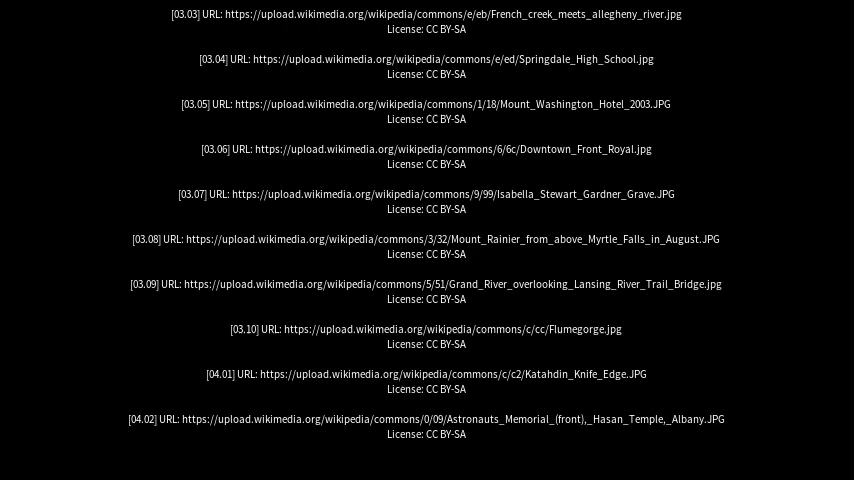 [03.03] URL: https://upload.wikimedia.org/wikipedia/commons/e/eb/French_creek_meets_allegheny_river.jpg
License: CC BY-SA
[03.04] URL: https://upload.wikimedia.org/wikipedia/commons/e/ed/Springdale_High_School.jpg
License: CC BY-SA
[03.05] URL: https://upload.wikimedia.org/wikipedia/commons/1/18/Mount_Washington_Hotel_2003.JPG
License: CC BY-SA
[03.06] URL: https://upload.wikimedia.org/wikipedia/commons/6/6c/Downtown_Front_Royal.jpg
License: CC BY-SA
[03.07] URL: https://upload.wikimedia.org/wikipedia/commons/9/99/Isabella_Stewart_Gardner_Grave.JPG
License: CC BY-SA
[03.08] URL: https://upload.wikimedia.org/wikipedia/commons/3/32/Mount_Rainier_from_above_Myrtle_Falls_in_August.JPG
License: CC BY-SA
[03.09] URL: https://upload.wikimedia.org/wikipedia/commons/5/51/Grand_River_overlooking_Lansing_River_Trail_Bridge.jpg
License: CC BY-SA
[03.10] URL: https://upload.wikimedia.org/wikipedia/commons/c/cc/Flumegorge.jpg
License: CC BY-SA
[04.01] URL: https://upload.wikimedia.org/wikipedia/commons/c/c2/Katahdin_Knife_Edge.JPG
License: CC BY-SA
[04.02] URL: https://upload.wikimedia.org/wikipedia/commons/0/09/Astronauts_Memorial_(front),_Hasan_Temple,_Albany.JPG
License: CC BY-SA